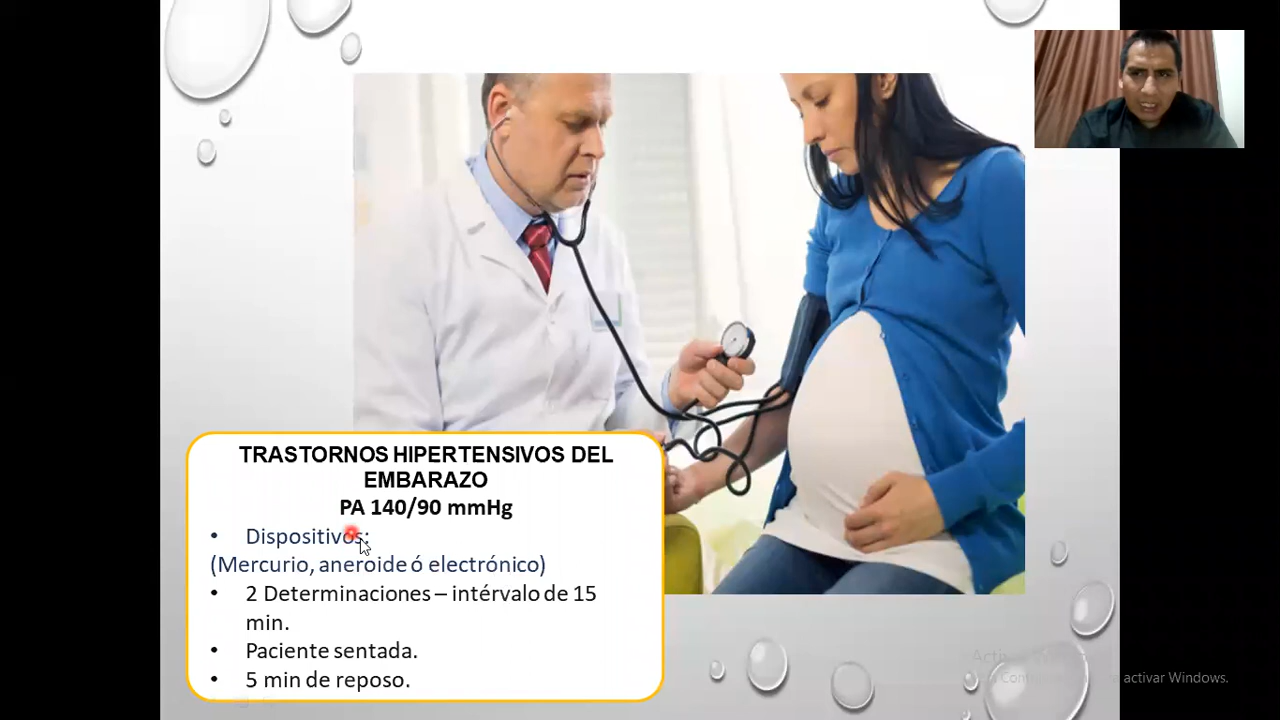 TRASTORNOS HIPERTENSIVOS DEL
EMBARAZO
PA 140/90 mmHg
• Dispositivos:
(Mercurio, aneroide ó electrónico)
• 2 Determinaciones – intérvalo de 15
min.
• Paciente sentada.
• 5 min de reposo.
activar Windows.